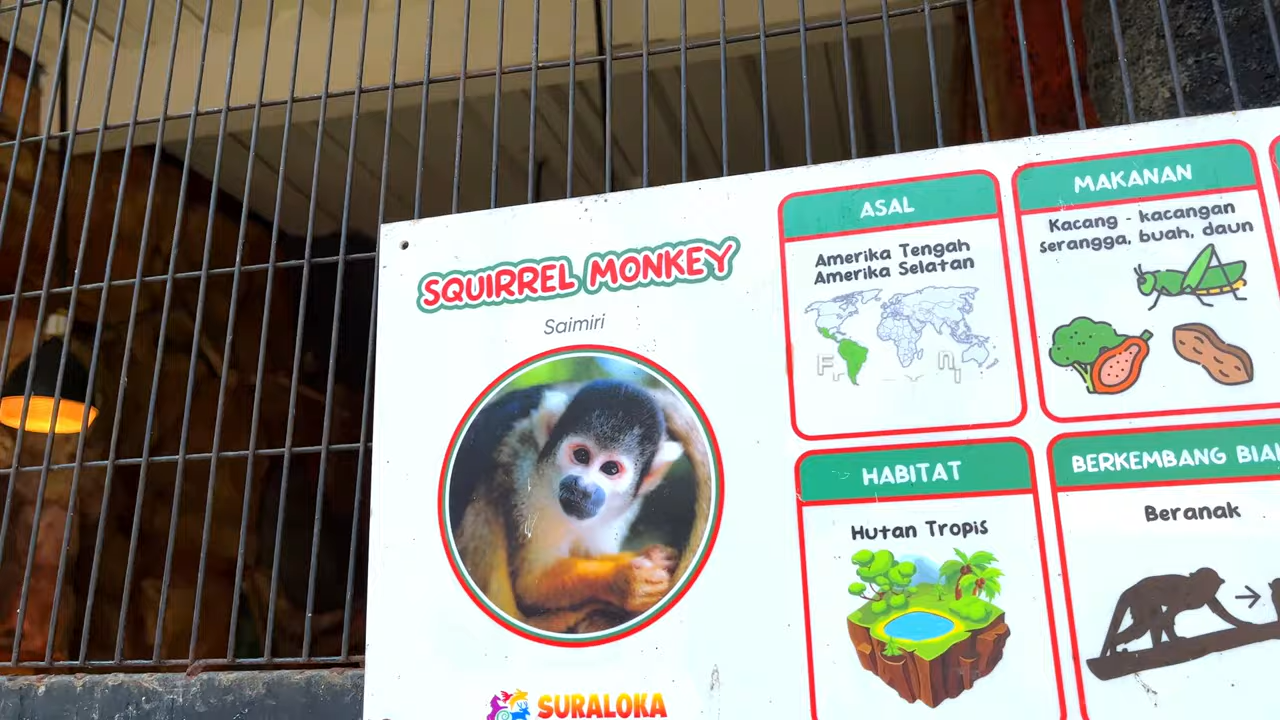 SQUIRREL MONKEY
Saimiri
SURALOKA
ASAL
Amerika Tengah
Amerika Selatan
MAKANAN
Kacang - kacangan
serangga, buah, daun
HABITAT
Hutan Tropis
BERKEMBANG
Beranak